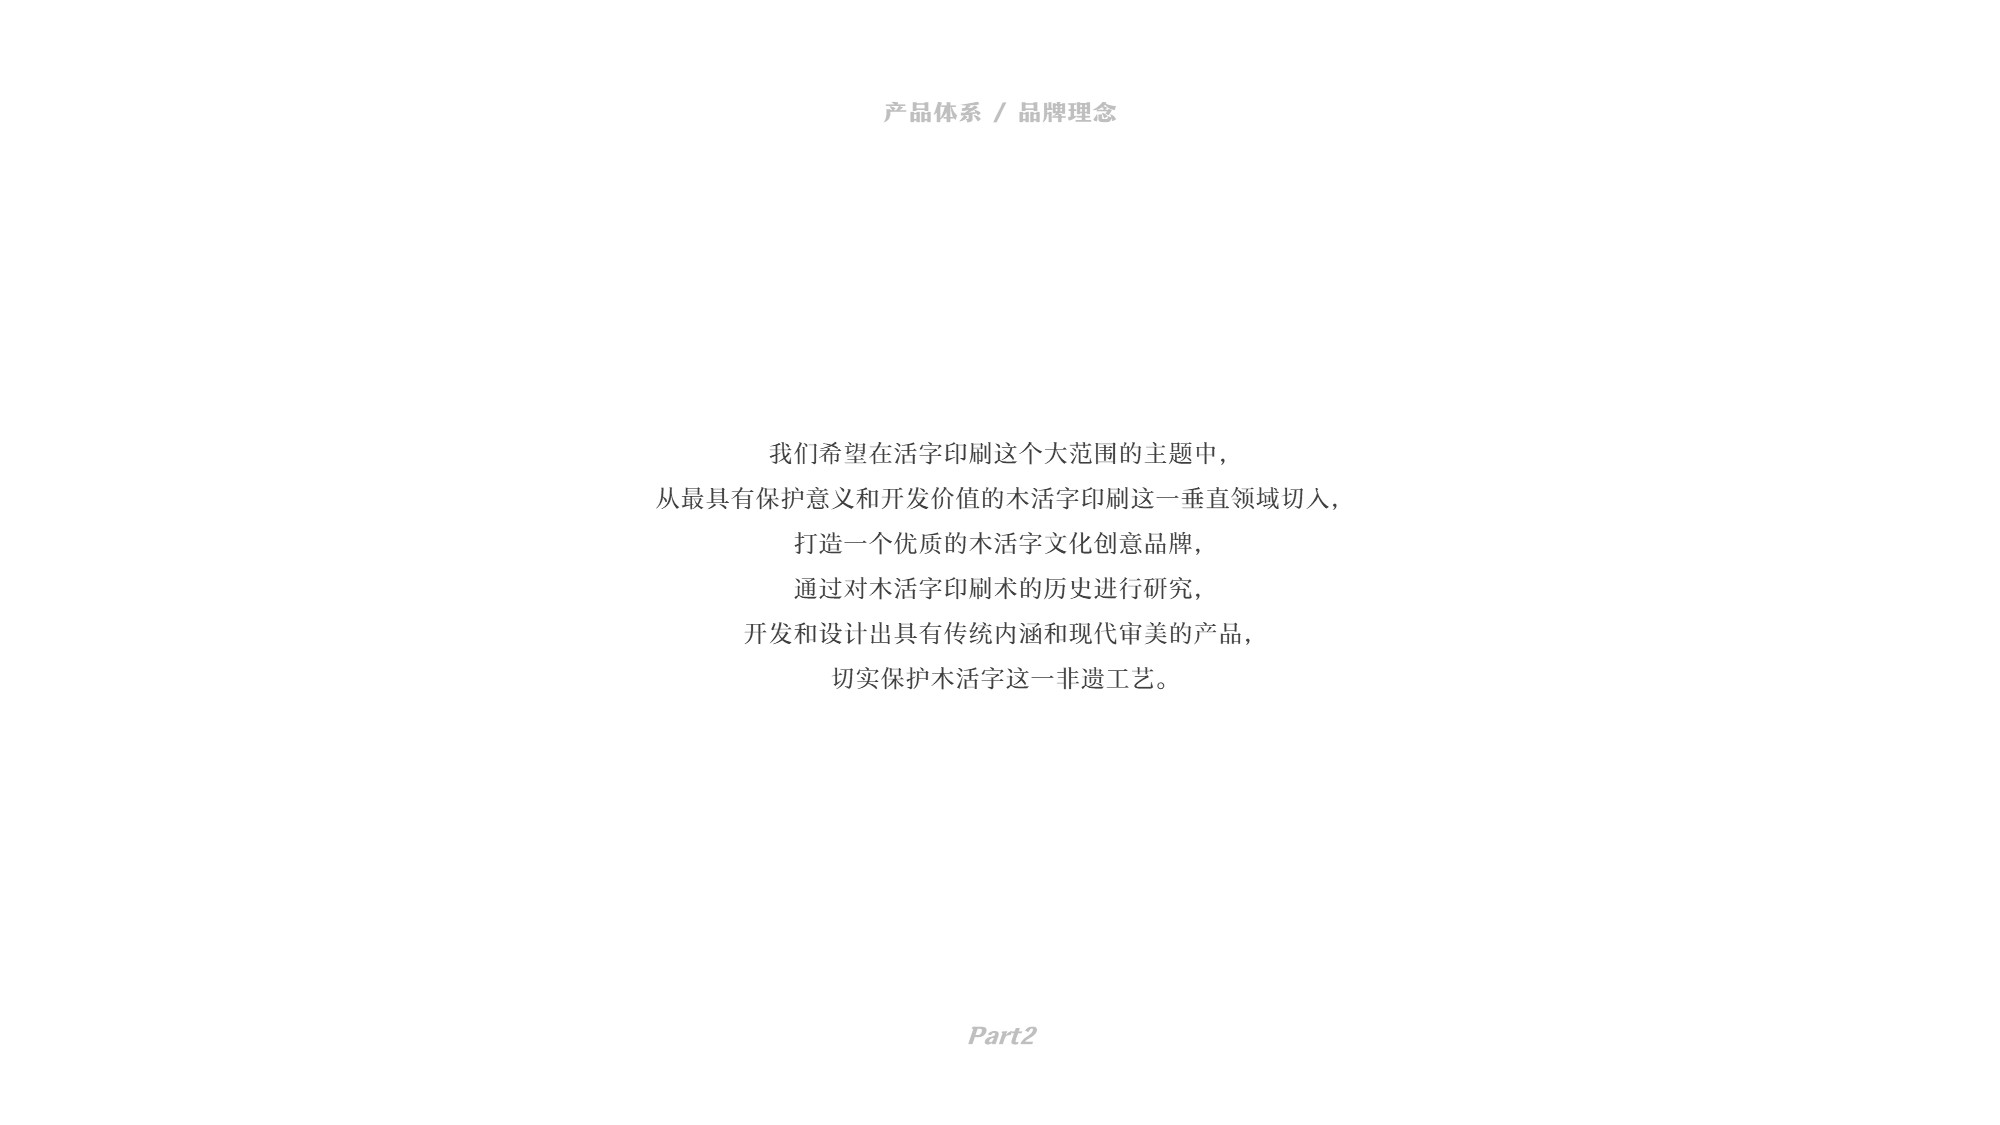 产品体系 / 品牌理念
我们希望在活字印刷这个大范围的主题中，
从最具有保护意义和开发价值的木活字印刷这一垂直领域切入，
打造一个优质的木活字文化创意品牌，
通过对木活字印刷术的历史进行研究，
开发和设计出具有传统内涵和现代审美的产品，
切实保护木活字这一非遗工艺。
Part2